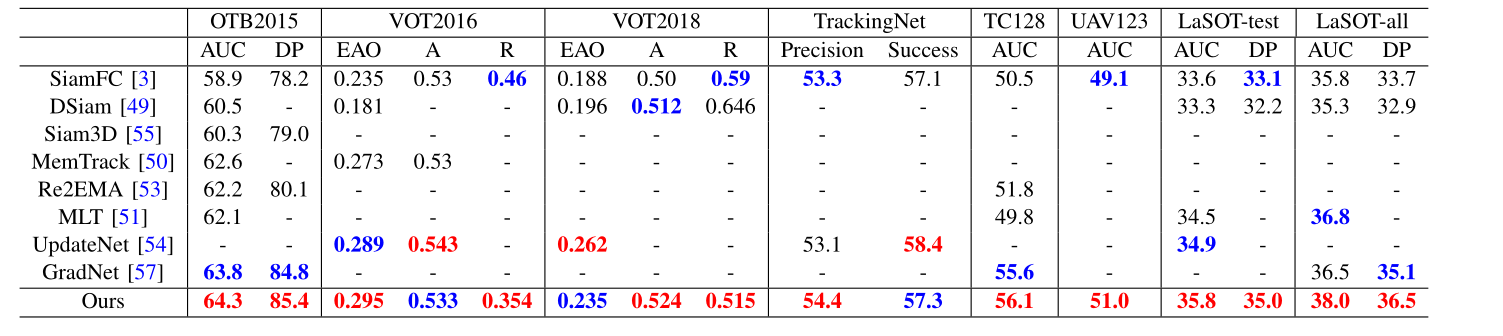 OTB2015 VOT2016 VOT2018 TrackingNet TC128 UAV123 LaSOT-test LaSOT-all
AUC DP EAO A R EAO A R Precision Success AUC AUC AUC DP AUC DP
SiamFC [3] 58.9 78.2 0.235 0.53 0.46 0.188 0.50 0.59 53.3 57.1 50.5 49.1 33.6 33.1 35.8 33.7
DSiam [49] 60.5 - 0.181 - - 0.196 0.512 0.646 - - - - 33.3 32.2 35.3 32.9
Siam3D [55] 60.3 79.0 - - - - - - - - - - - - - -
MemTrack [50] 62.6 - 0.273 0.53 - - - - - - - - - - - -
Re2EMA [53] 62.2 80.1 - - - - - - - - 51.8 - - - - -
MLT [51] 62.1 - - - - - - - - - 49.8 - 34.5 - 36.8 -
UpdateNet [54] - - 0.289 0.543 - 0.262 - - 53.1 58.4 - - 34.9 - - -
GradNet [57] 63.8 84.8 - - - - - - - - 55.6 - - - 36.5 35.1
Ours 64.3 85.4 0.295 0.533 0.354 0.235 0.524 0.515 54.4 57.3 56.1 51.0 35.8 35.0 38.0 36.5